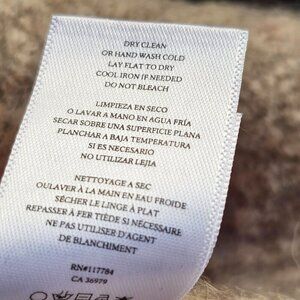 DRY CLEAN
OR HAND WASH COLD
LAY FLAT TO DRY
COOL IRON IF NEEDED
DO NOT BLEACH
LIMPIEZA EN SECO
O LAVAR A MANO EN AGUA FRÍA
SECAR SOBRE UNA SUPERFICIE PLANA
PLANCHAR A BAJA TEMPERATURA
SI ES NECESARIO
NO UTILIZAR LEJIA
NETTOYAGE A SEC
OULAVER À LA MAIN EN EAU FROIDE
SÉCHER LE LINGE À PLAT
REPASSER À FER TIÈDE SI NÉCESSAIRE
NE PAS UTILISER D'AGENT
DE BLANCHIMENT
RN#117784
CA 36979